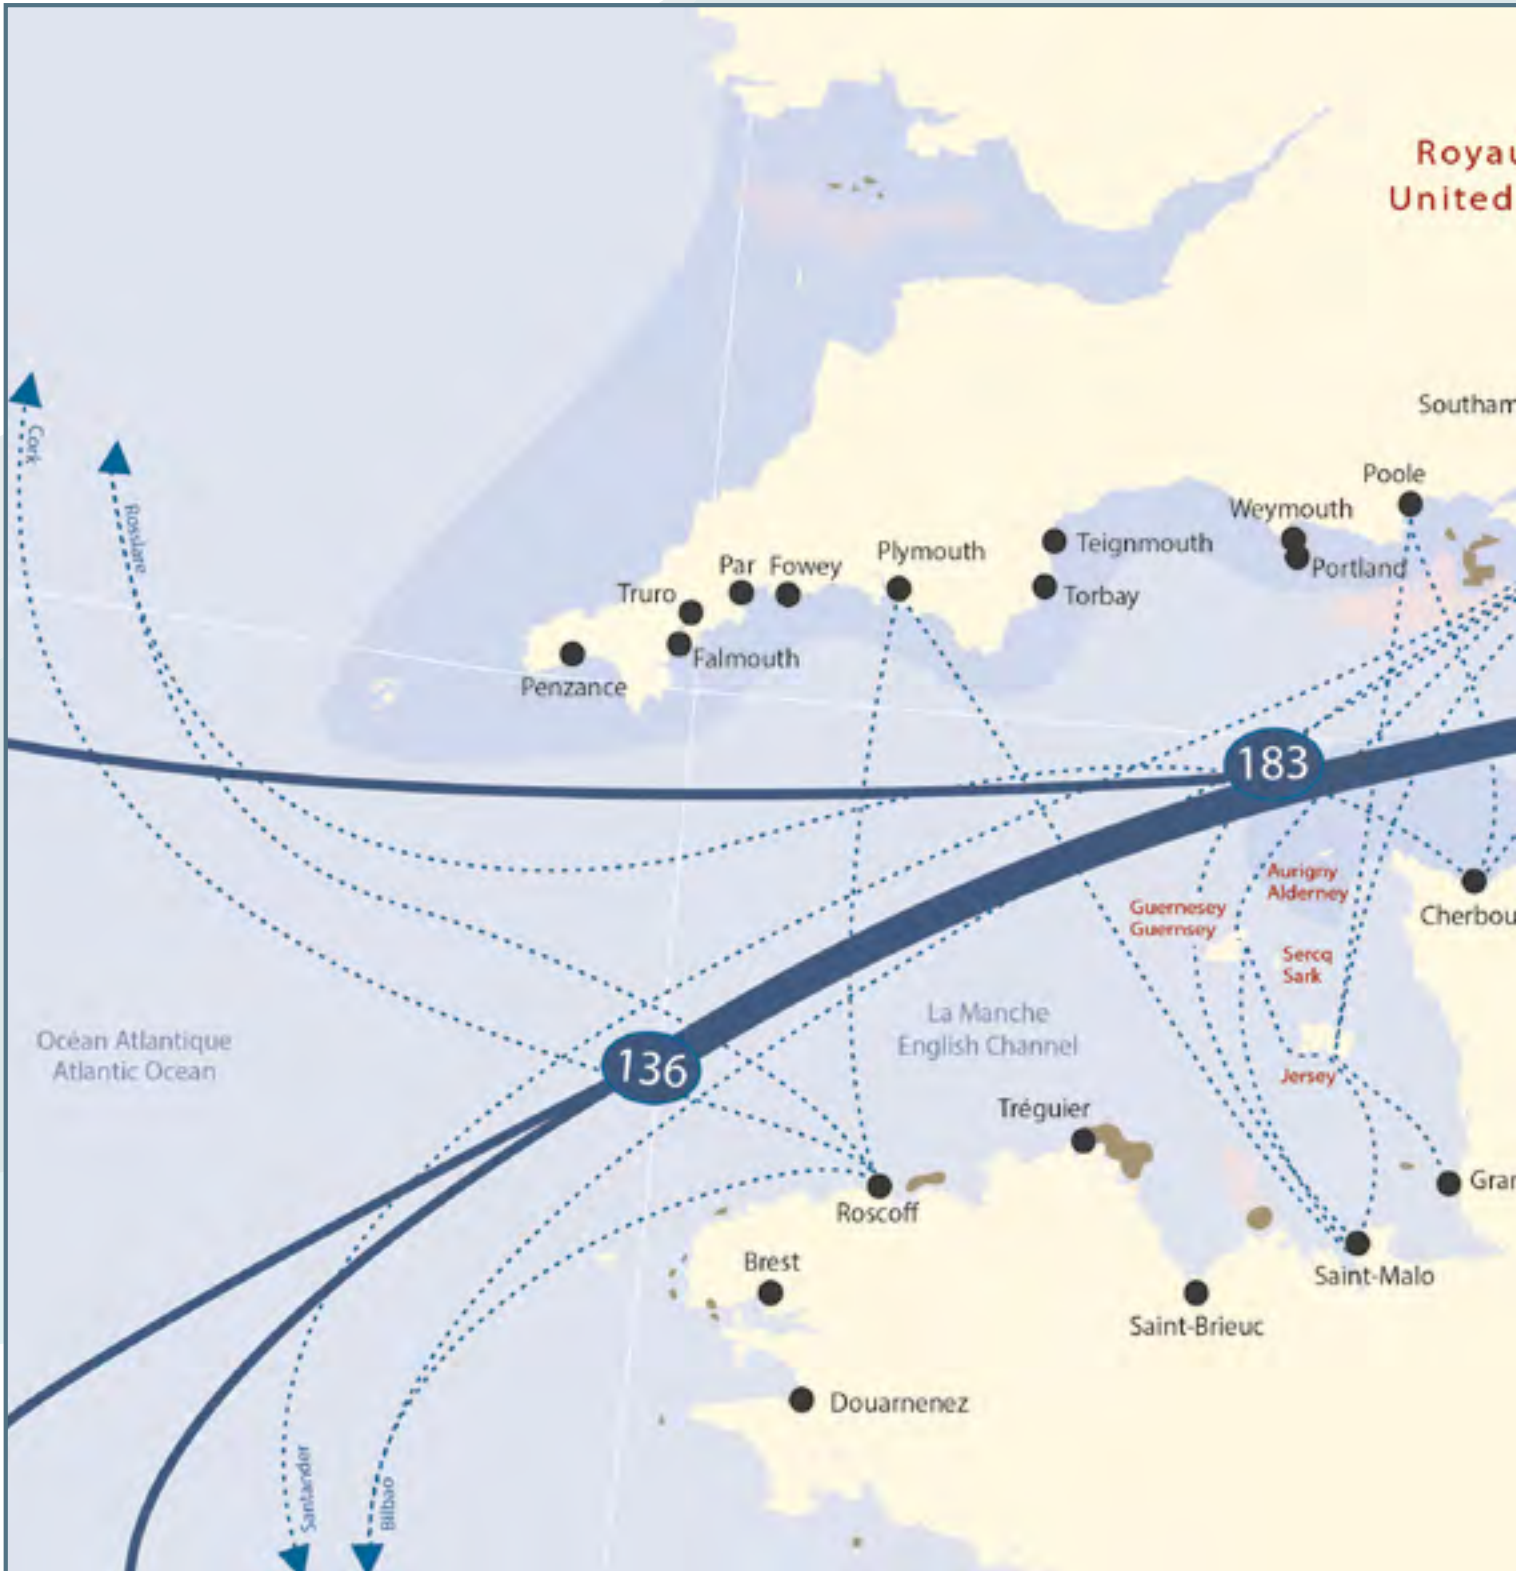 Royau
United
Southam
Cork
Poole
Rosslare
Weymouth
Plymouth
Teignmouth
Par
Fowey
Portland
Truro
Torbay
Falmouth
Penzance
183
Aurigny
Alderney
Guernesey
Guernsey
Cherbou
Sercq
Sark
La Manche
English Channel
Océan Atlantique
Atlantic Ocean
136
Jersey
Tréguier
Gran
Roscoff
Brest
Saint-Malo
Saint-Brieuc
Douarnenez
Santander
Bilbao